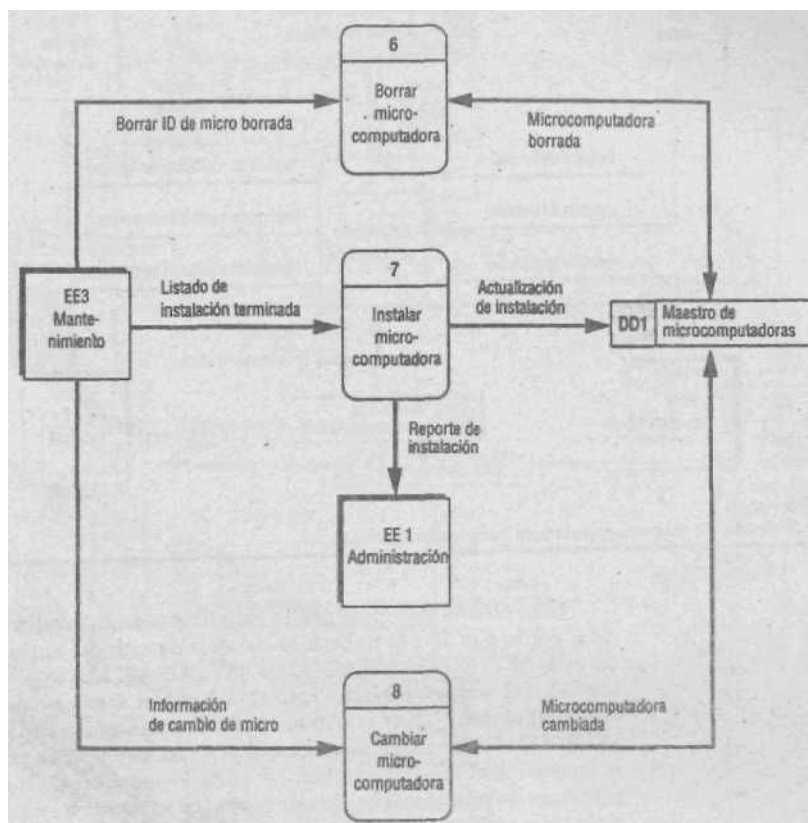 6
Borrar
micro-
computadora
Borrar ID de micro borrada
Microcomputadora
borrada
EE3
Mante-
nimiento
Listado de
instalación terminada
7
Instalar
micro-
computadora
Actualización
de instalación
DD1
Maestro de
microcomputadoras
Reporte de
instalación
EE 1
Administración
Información
de cambio de micro
8
Cambiar
micro-
computadora
Microcomputadora
cambiada